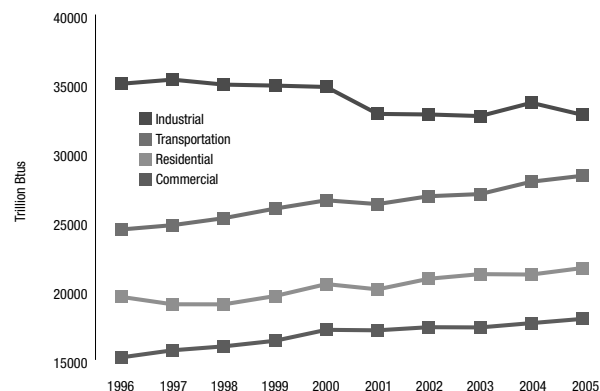 40000
35000
30000
25000
20000
15000
Trillion Btus
Industrial
Transportation
Residential
Commercial
1996 1997 1998 1999 2000 2001 2002 2003 2004 2005